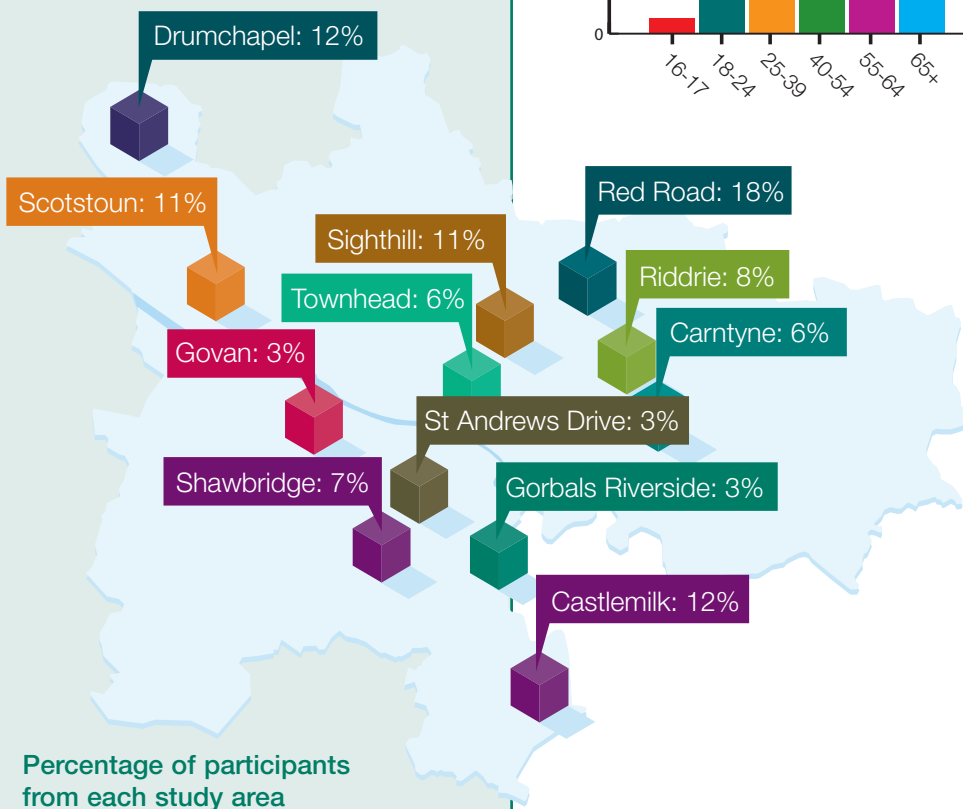 0
16-17
18-24
25-39
40-54
55-64
65+
Drumchapel: 12%
Scotstoun: 11%
Red Road: 18%
Sighthill: 11%
Riddrie: 8%
Townhead: 6%
Carntyne: 6%
Govan: 3%
St Andrews Drive: 3%
Shawbridge: 7%
Gorbals Riverside: 3%
Castlemilk: 12%
Percentage of participants
from each study area